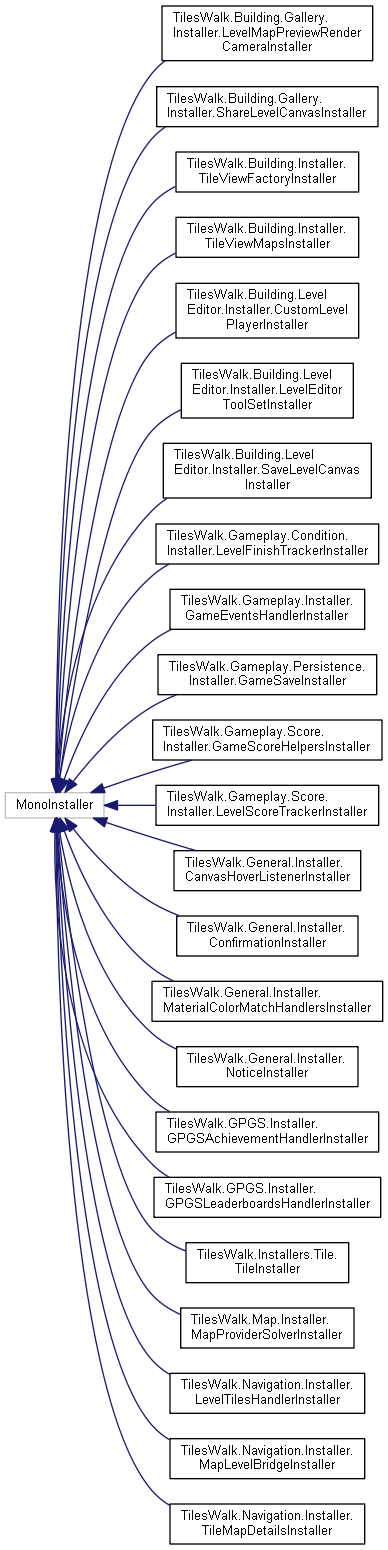 TilesWalk.Building.Gallery.
Installer.LevelMapPreviewRender
CameraInstaller
TilesWalk.Building.Gallery.
Installer.ShareLevelCanvasInstaller
TilesWalk.Building.Installer.
TileViewFactoryInstaller
TilesWalk.Building.Installer.
TileViewMapsInstaller
TilesWalk.Building.Level
Editor.Installer.CustomLevel
PlayerInstaller
TilesWalk.Building.Level
Editor.Installer.LevelEditor
ToolSetInstaller
TilesWalk.Building.Level
Editor.Installer.SaveLevelCanvas
Installer
TilesWalk.Gameplay.Condition.
Installer.LevelFinishTrackerInstaller
TilesWalk.Gameplay.Installer.
GameEventsHandlerInstaller
TilesWalk.Gameplay.Persistence.
Installer.GameSaveInstaller
TilesWalk.Gameplay.Score.
Installer.GameScoreHelpersInstaller
MonoInstaller
TilesWalk.Gameplay.Score.
Installer.LevelScoreTrackerInstaller
TilesWalk.General.Installer.
CanvasHoverListenerInstaller
TilesWalk.General.Installer.
ConfirmationInstaller
TilesWalk.General.Installer.
MaterialColorMatchHandlersInstaller
TilesWalk.General.Installer.
NoticeInstaller
TilesWalk.GPGS.Installer.
GPGSAchievementHandlerInstaller
TilesWalk.GPGS.Installer.
GPGSLeaderboardsHandlerInstaller
TilesWalk.Installers.Tile.
TileInstaller
TilesWalk.Map.Installer.
MapProviderSolverInstaller
TilesWalk.Navigation.Installer.
LevelTilesHandlerInstaller
TilesWalk.Navigation.Installer.
MapLevelBridgeInstaller
TilesWalk.Navigation.Installer.
TileMapDetailsInstaller